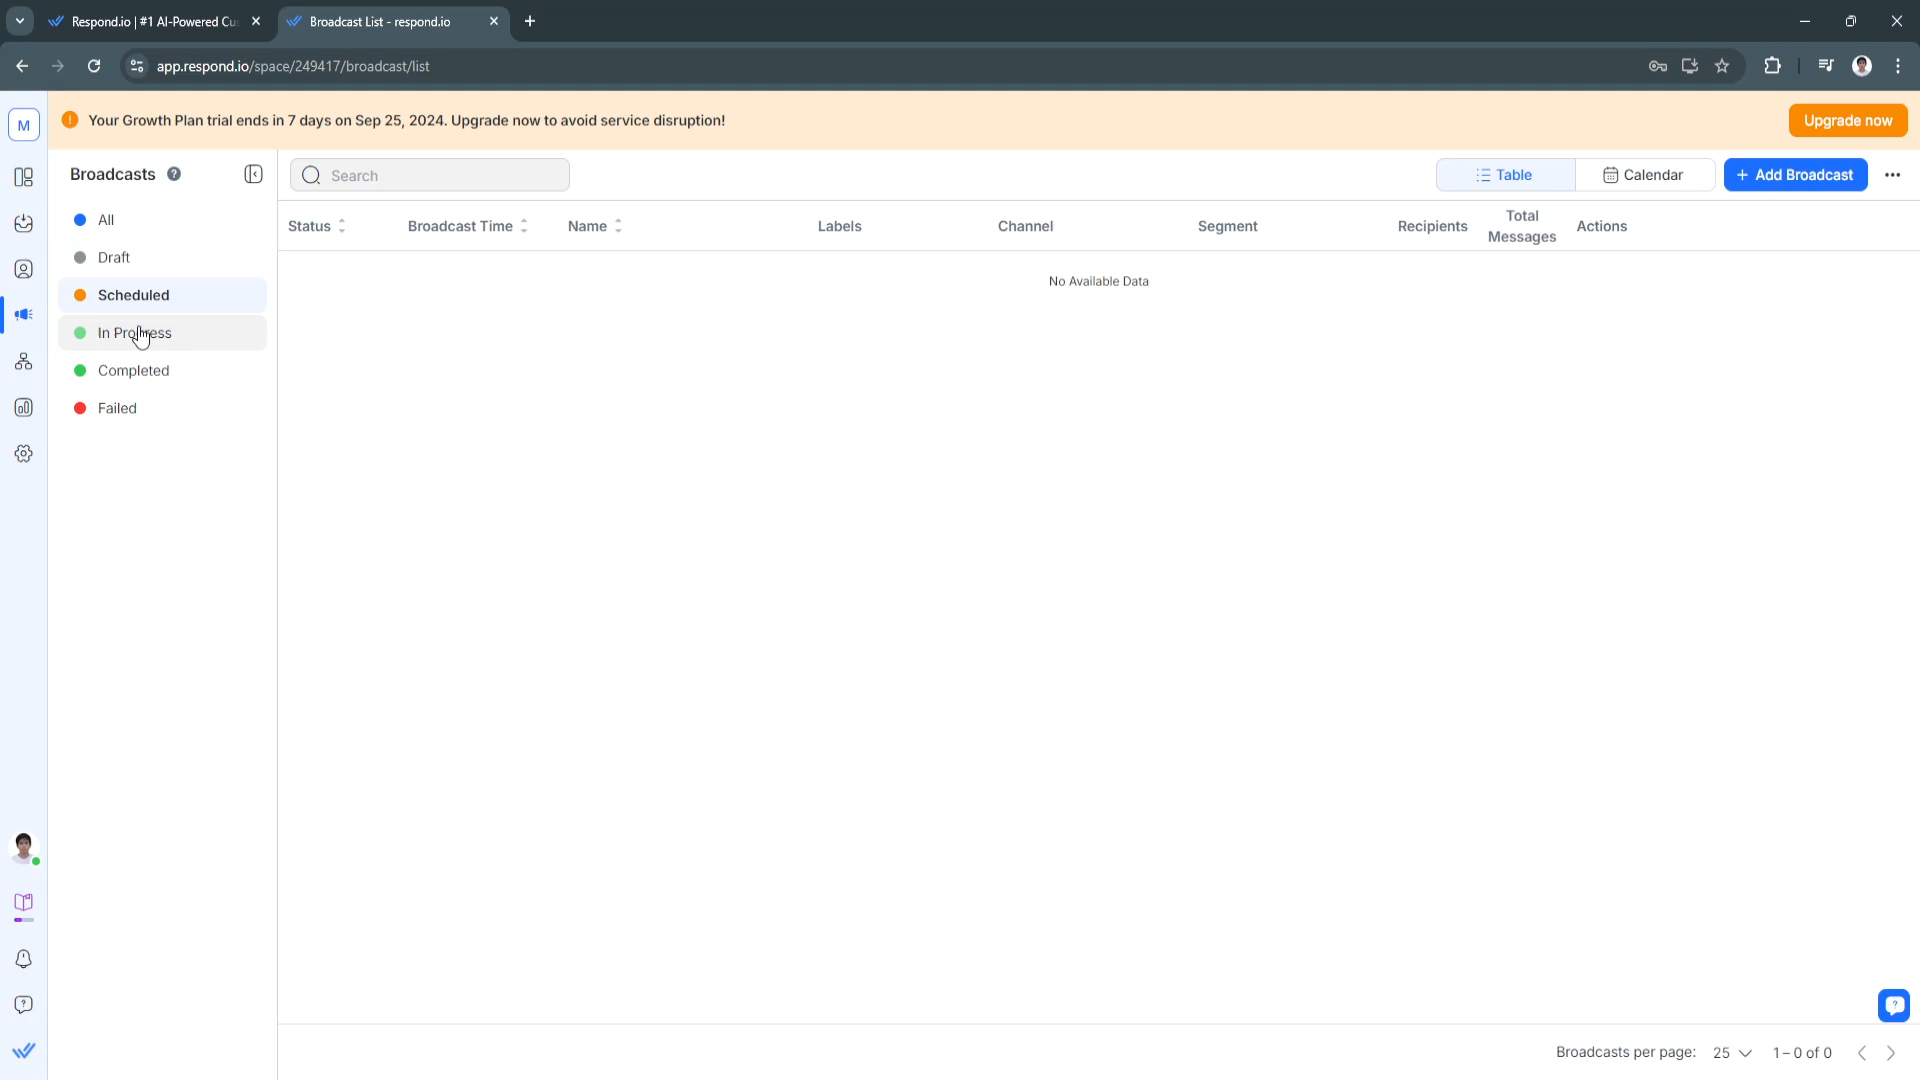 Respond.io | #1 AI-Powered Cu
Broadcast List - respond.io
app.respond.io/space/249417/broadcast/list
M
Your Growth Plan trial ends in 7 days on Sep 25, 2024. Upgrade now to avoid service disruption!
Upgrade now
Broadcasts
Search
Table
Calendar
+ Add Broadcast
All
Draft
Scheduled
In Progress
Completed
Failed
Status
Broadcast Time
Name
Labels
Channel
Segment
Recipients
Total
Messages
Actions
No Available Data
Broadcasts per page: 25 1–0 of 0